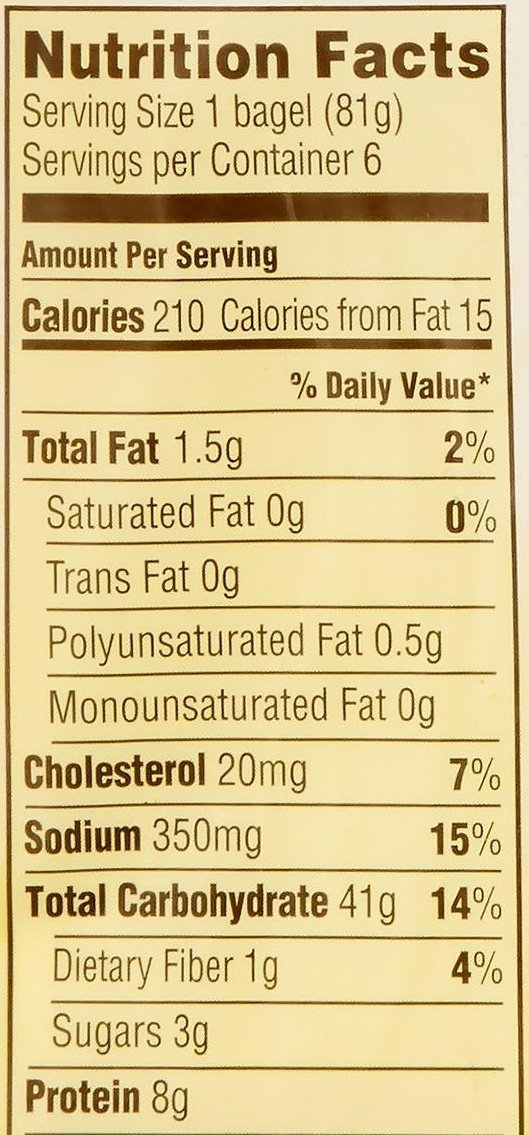 Nutrition Facts
Serving Size 1 bagel (81g)
Servings per Container 6
Amount Per Serving
Calories 210 Calories from Fat 15
% Daily Value*
Total Fat 1.5g 2%
Saturated Fat 0g 0%
Trans Fat 0g
Polyunsaturated Fat 0.5g
Monounsaturated Fat 0g
Cholesterol 20mg 7%
Sodium 350mg 15%
Total Carbohydrate 41g 14%
Dietary Fiber 1g 4%
Sugars 3g
Protein 8g